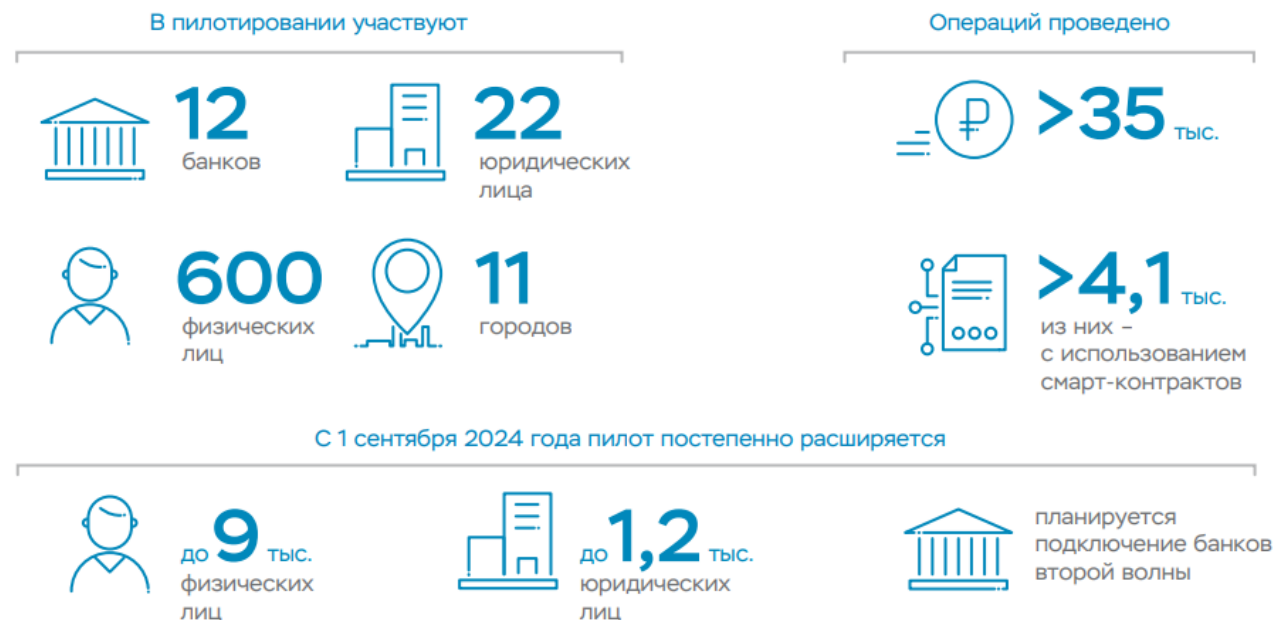 В пилотировании участвуют
12
банков
22
юридических
лица
600
физических
лиц
11
городов
Операций проведено
>35 тыс.
>4,1 тыс.
из них –
с использованием
смарт-контрактов
С 1 сентября 2024 года пилот постепенно расширяется
до 9 тыс.
физических
лиц
до 1,2 тыс.
юридических
лиц
планируется
подключение банков
второй волны